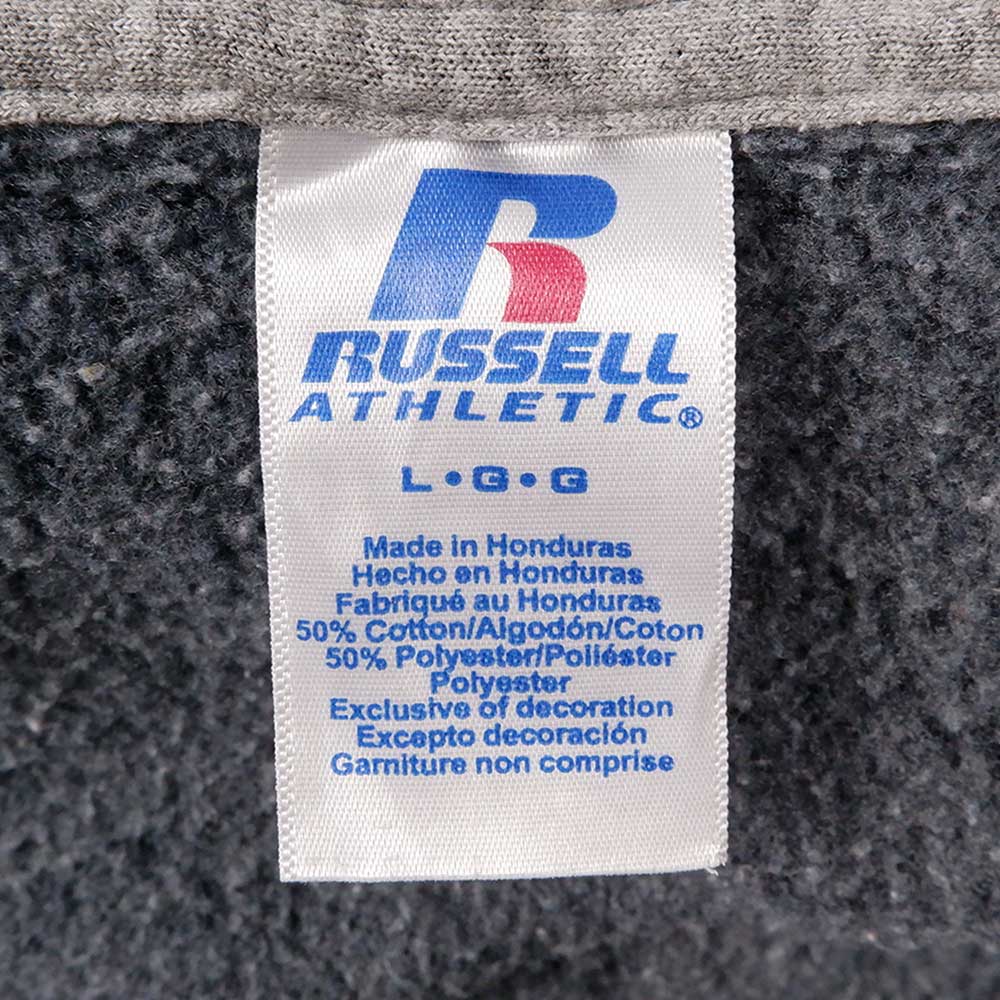 R
RUSSELL
ATHLETIC®
L•G•G
Made in Honduras
Hecho en Honduras
Fabriqué au Honduras
50% Cotton/Algodón/Coton
50% Polyester/Poliéster
Polyester
Exclusive of decoration
Excepto decoración
Garniture non comprise